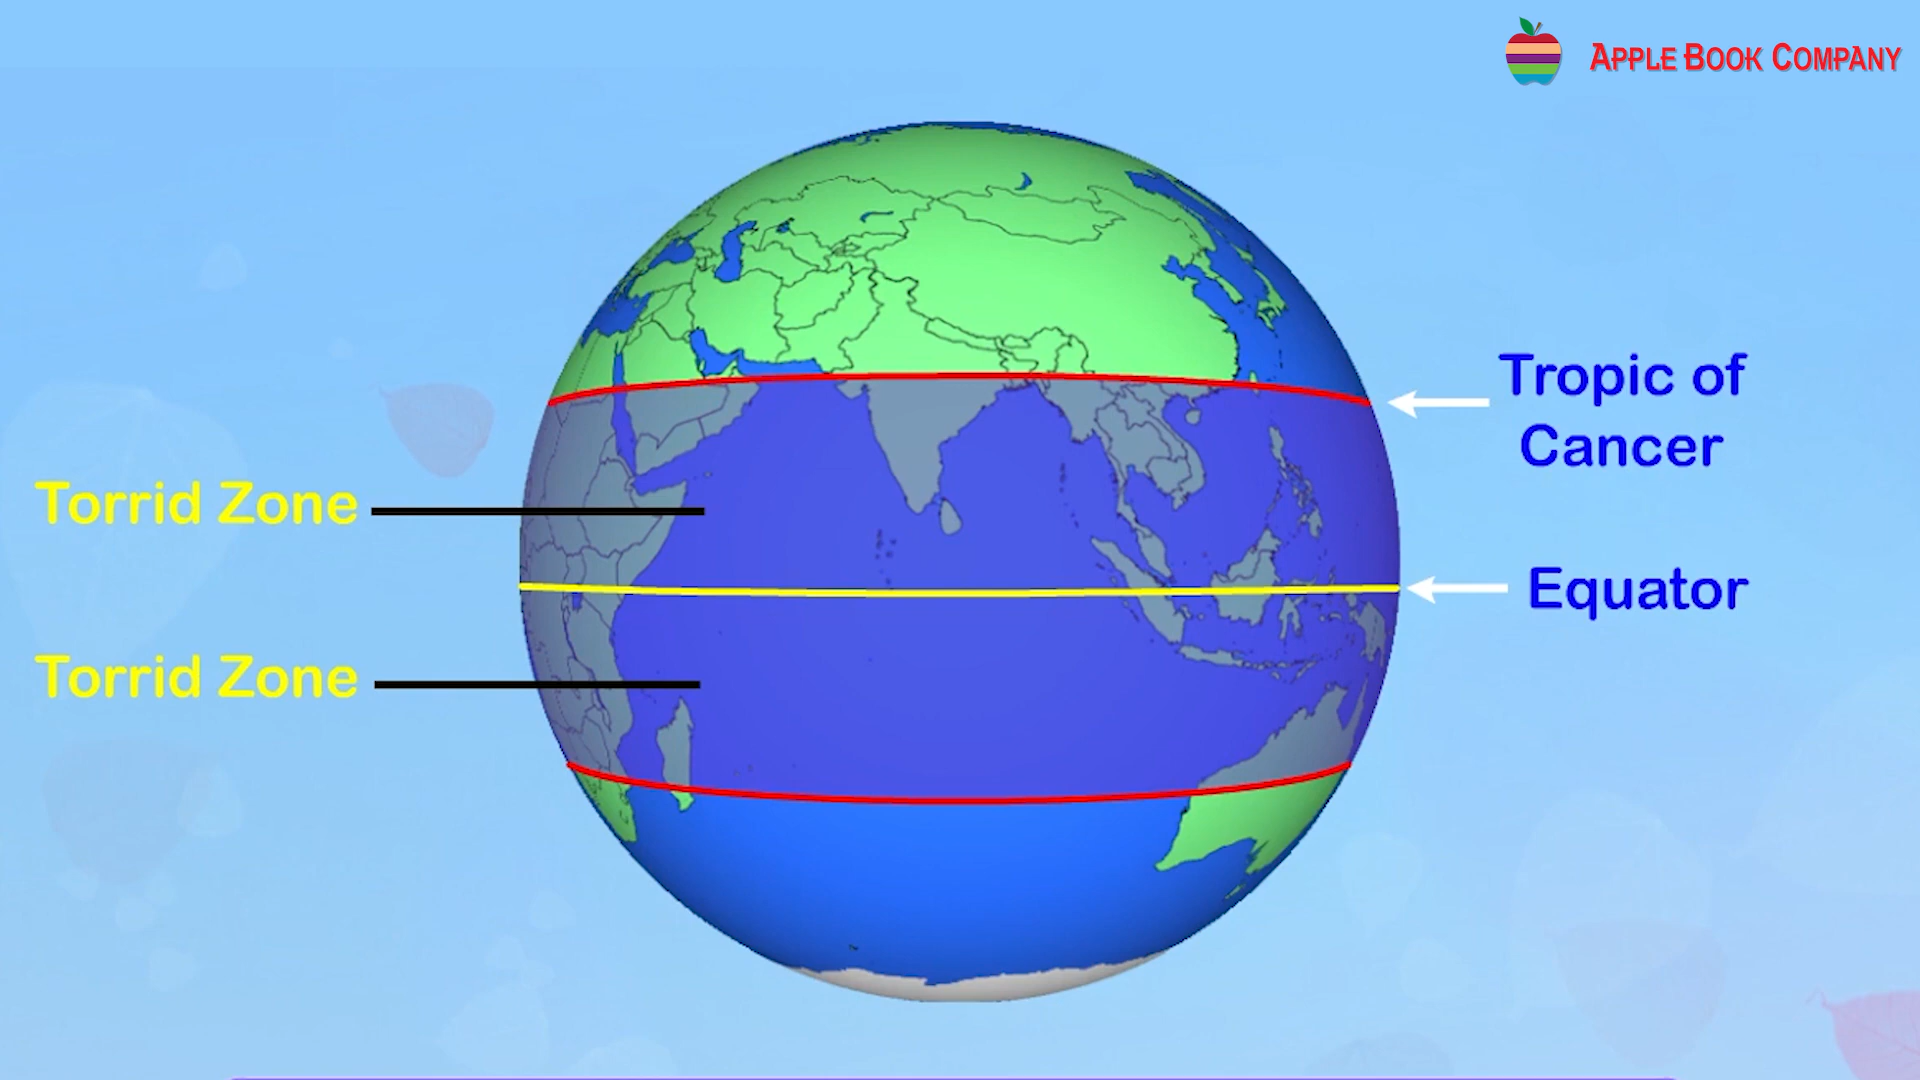 APPLE BOOK COMPANY
Tropic of
Cancer
Torrid Zone
Equator
Torrid Zone